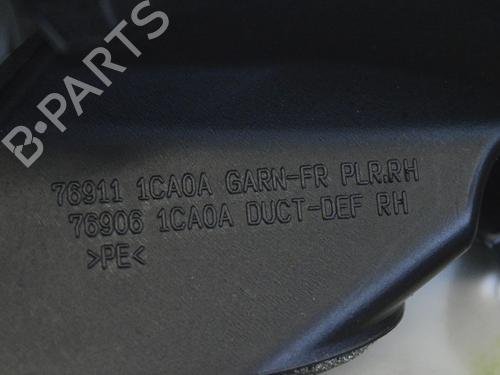 B-PARTS
76911 1CA0A GARN-FR PLR.RH
76906 1CA0A DUCT-DEF RH
>PE<